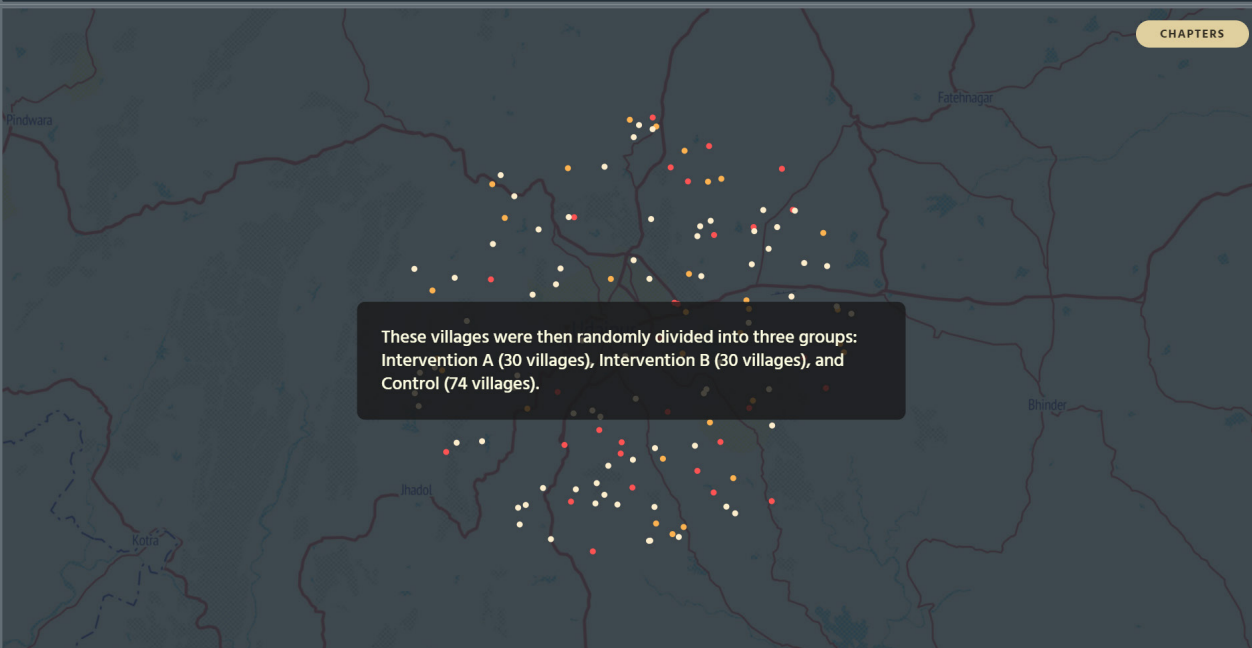 CHAPTERS
Fatehnagar
Pindwara
These villages were then randomly divided into three groups:
Intervention A (30 villages), Intervention B (30 villages), and
Control (74 villages).
Bhinder
Jhadol
Kotra